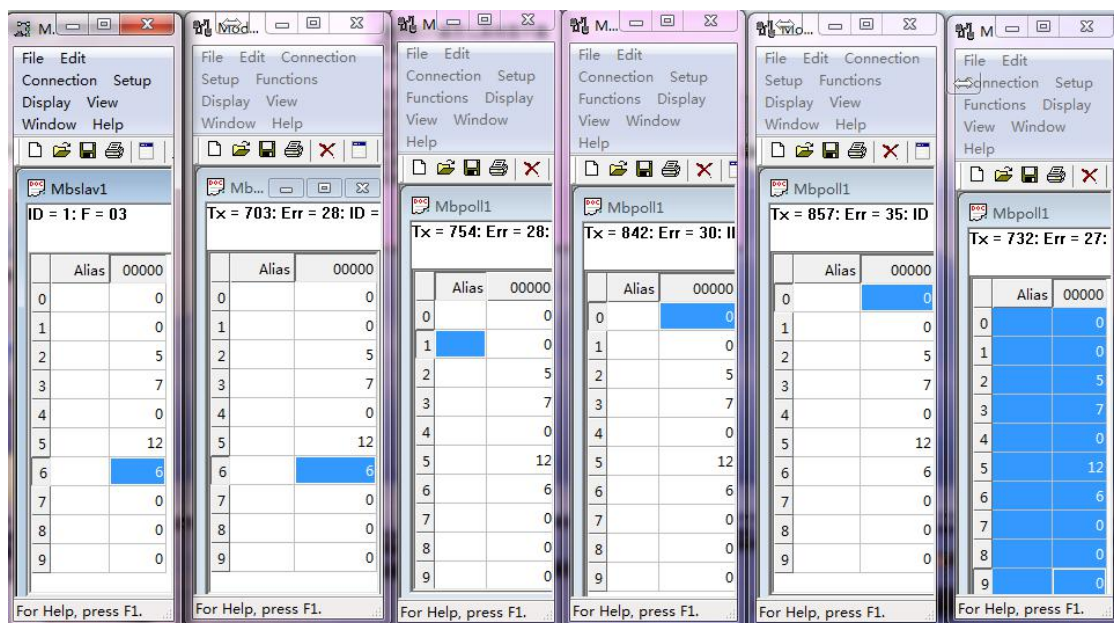 M.
File Edit
Connection Setup
Display View
Window Help
Mbslav1
ID = 1: F = 03
Alias 00000
0 0
1 0
2 5
3 7
4 0
5 12
6 6
7 0
8 0
9 0
For Help, press F1.
Mod...
File Edit Connection
Setup Functions
Display View
Window Help
Mb...
Tx = 703: Err = 28: ID =
Alias 00000
0 0
1 0
2 5
3 7
4 0
5 12
6 6
7 0
8 0
9 0
For Help, press F1.
M
File Edit
Connection Setup
Functions Display
View Window
Help
Mbpoll1
Tx = 754: Err = 28:
Alias 00000
0 0
1 0
2 5
3 7
4 0
5 12
6 6
7 0
8 0
9 0
For Help, press F1.
M...
File Edit
Connection Setup
Functions Display
View Window
Help
Mbpoll1
Tx = 842: Err = 30:
Alias 00000
0 0
1 0
2 5
3 7
4 0
5 12
6 6
7 0
8 0
9 0
For Help, press F1.
File Edit Connection
Setup Functions
Display View
Window Help
Mbpoll1
Tx = 857: Err = 35: ID
Alias 00000
0 0
1 0
2 5
3 7
4 0
5 12
6 6
7 0
8 0
9 0
For Help, press F1.
M
File Edit
Connection Setup
Functions Display
View Window
Help
Mbpoll1
Tx = 732: Err = 27:
Alias 00000
0 0
1 0
2 5
3 7
4 0
5 12
6 6
7 0
8 0
9 0
For Help, press F1.